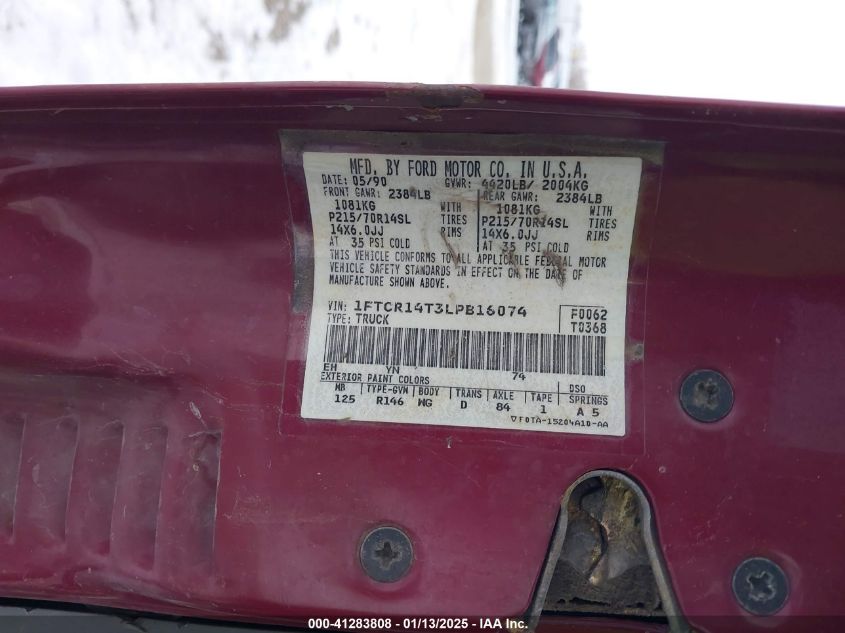 MFD. BY FORD MOTOR CO. IN U.S.A.
DATE: 05/90 GVWR: 4420LB/ 2004KG
FRONT GAWR: 2384LB REAR GAWR: 2384LB
1081KG WITH 1081KG WITH
P215/70R14SL TIRES P215/70R14SL TIRES
14X6.0JJ RIMS 14X6.0JJ RIMS
AT 35 PSI COLD AT 35 PSI COLD
THIS VEHICLE CONFORMS TO ALL APPLICABLE FEDERAL MOTOR
VEHICLE SAFETY STANDARDS IN EFFECT ON THE DATE OF
MANUFACTURE SHOWN ABOVE.
VIN: 1FTCR14T3LPB16074 F0062
TYPE: TRUCK T0368
EH YN 74
EXTERIOR PAINT COLORS DSO
WB TYPE-GVW BODY TRANS AXLE TAPE SPRINGS
125 R146 WG D 84 1 A 5
▽F0TA-15204A10-AA
000-41283808 / 01/13/2025 - IAA Inc.